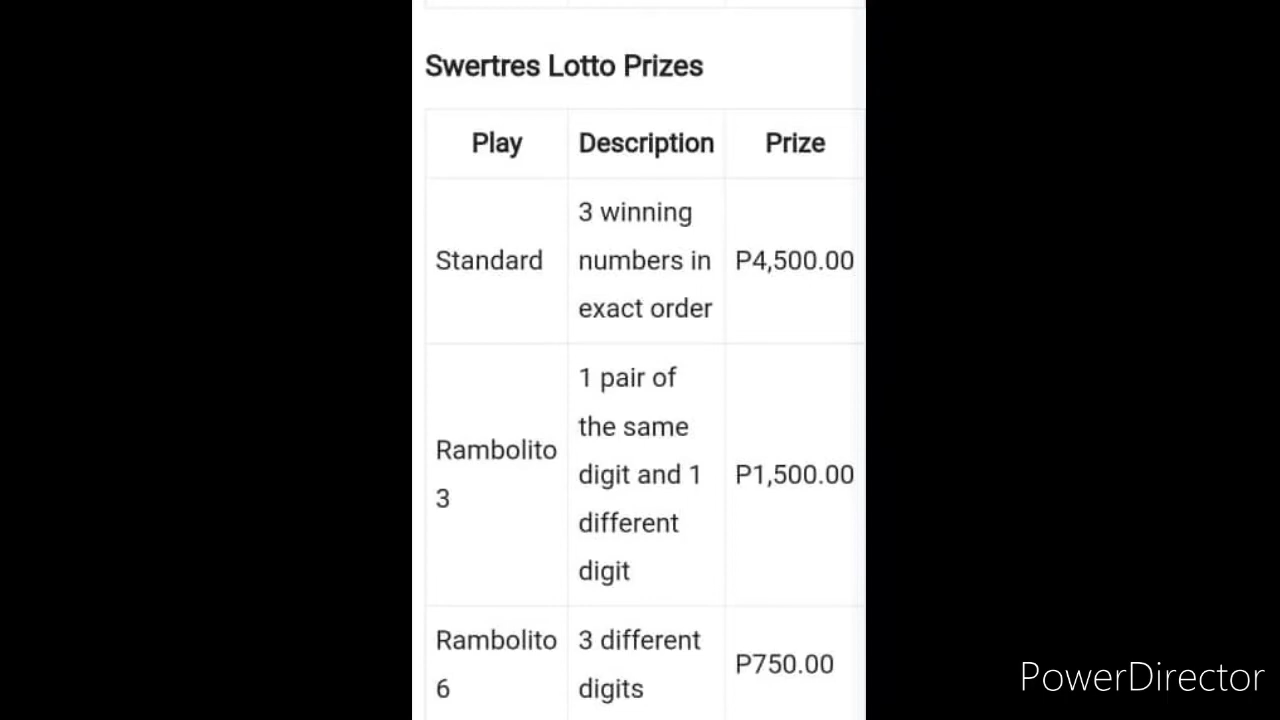 Swertres Lotto Prizes
Play Description Prize
3 winning
Standard numbers in P4,500.00
exact order
1 pair of
the same
Rambolito
digit and 1 P1,500.00
3
different
digit
Rambolito 3 different
P750.00
6 digits
PowerDirector